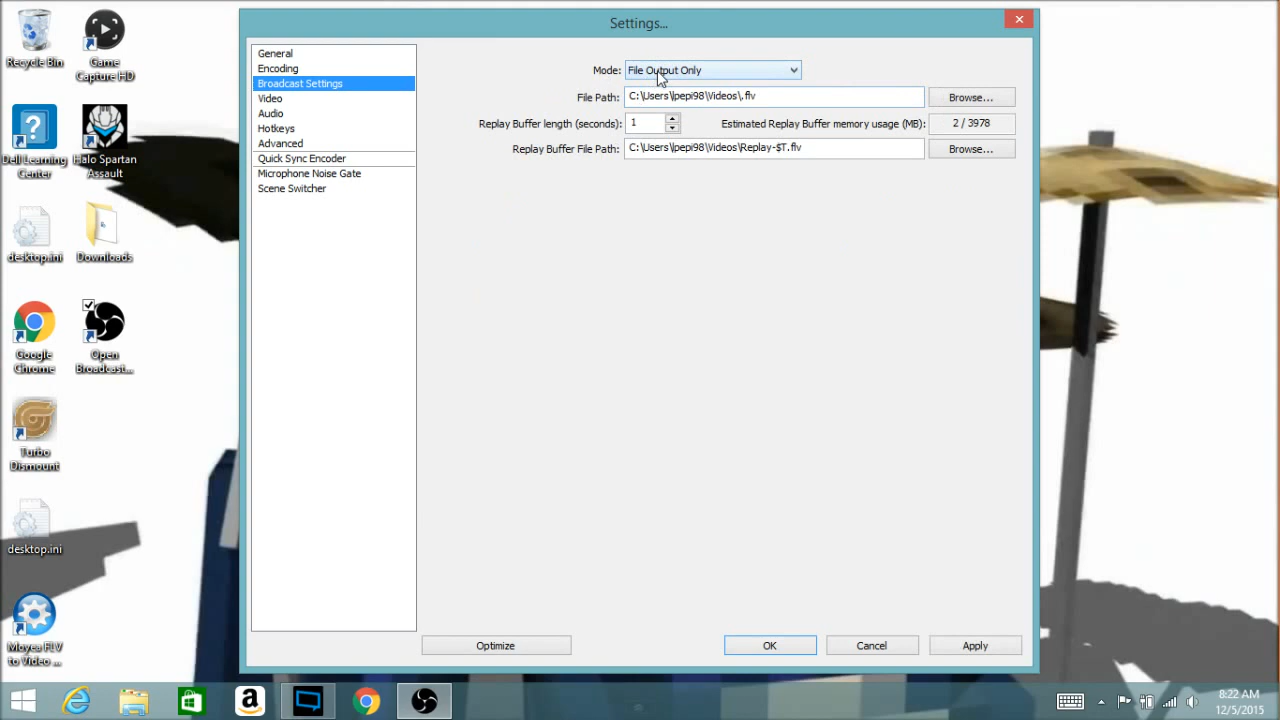 Settings...
Recycle Bin
Game
Capture HD
Dell Learning
Center
Halo Spartan
Assault
desktop.ini
Downloads
Google
Chrome
Open
Broadcast...
Turbo
Dismount
desktop.ini
Moyea FLV
to Video ...
General
Encoding
Broadcast Settings
Video
Audio
Hotkeys
Advanced
Quick Sync Encoder
Microphone Noise Gate
Scene Switcher
Mode: File Output Only
File Path: C:\Users\lpepi98\Videos\.flv Browse...
Replay Buffer length (seconds): 1 Estimated Replay Buffer memory usage (MB): 2 / 3978
Replay Buffer File Path: C:\Users\lpepi98\Videos\Replay-$T.flv Browse...
Optimize OK Cancel Apply
8:22 AM
12/5/2015